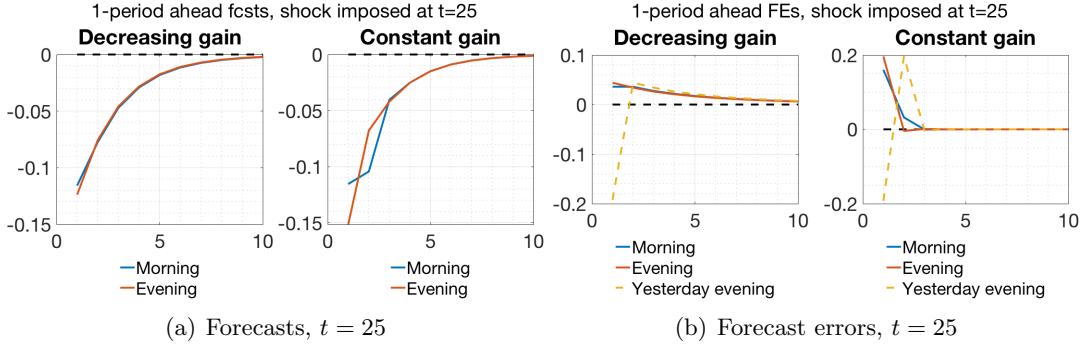 1-period ahead fcsts, shock imposed at t=25
Decreasing gain
0
-0.05
-0.1
-0.15
0
5
10
Morning
Evening
Constant gain
0
-0.05
-0.1
-0.15
0
5
10
Morning
Evening
(a) Forecasts, t = 25
1-period ahead FEs, shock imposed at t=25
Decreasing gain
0.1
0
-0.1
-0.2
0
5
10
Morning
Evening
Yesterday evening
Constant gain
0.2
0
-0.2
0
5
10
Morning
Evening
Yesterday evening
(b) Forecast errors, t = 25